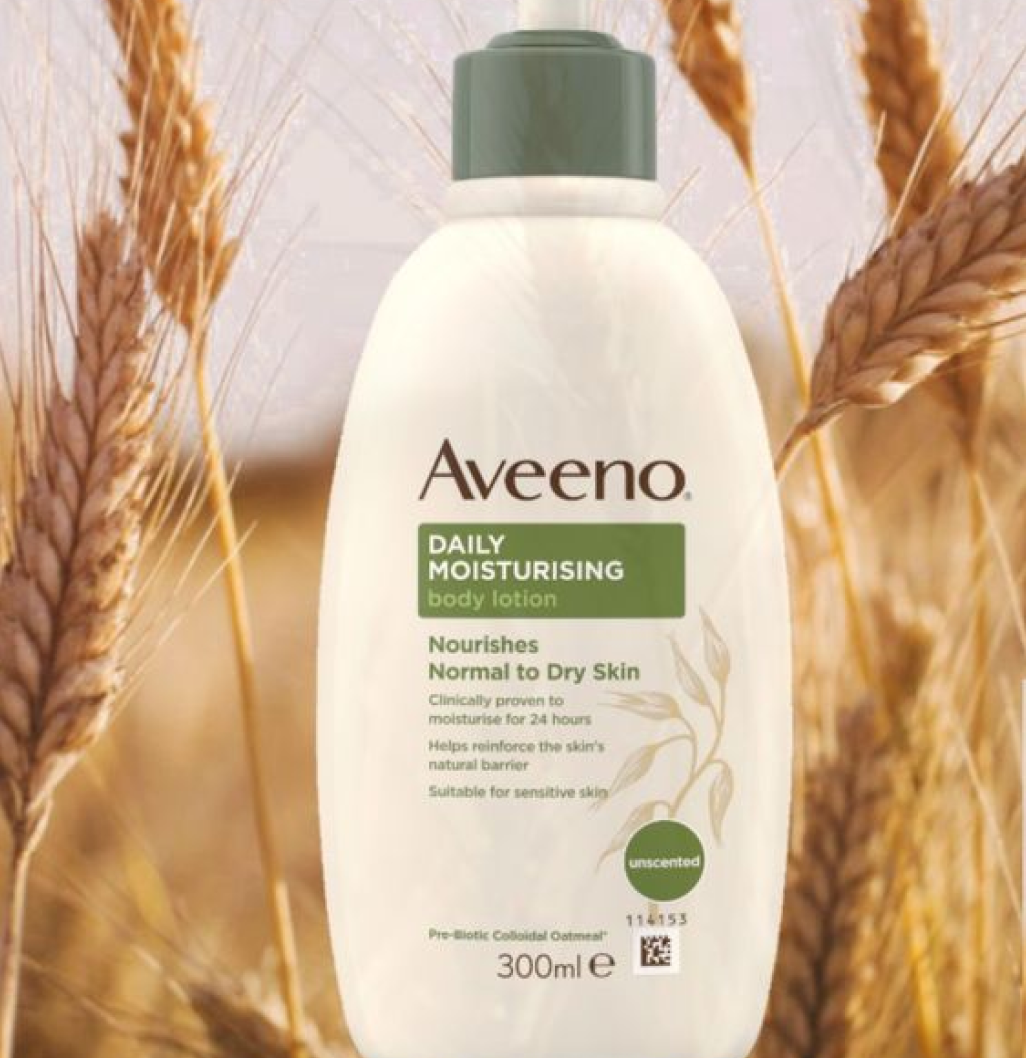 Aveeno®
DAILY
MOISTURISING
body lotion
Nourishes
Normal to Dry Skin
Clinically proven to
moisturise for 24 hours
Helps reinforce the skin's
natural barrier
Suitable for sensitive skin
unscented
114153
Pre-Biotic Colloidal Oatmeal*
300ml e